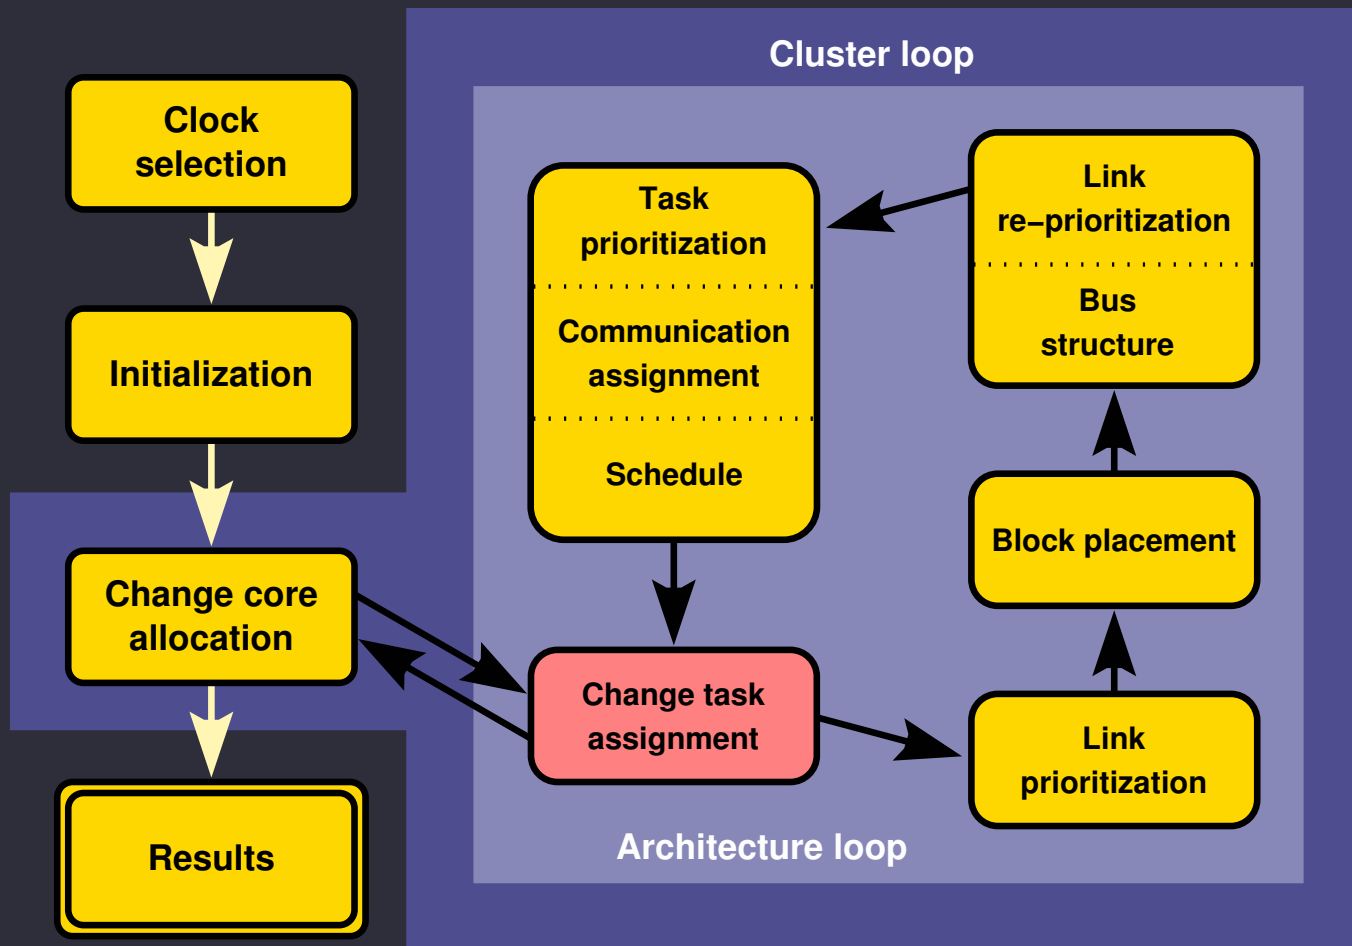 Cluster loop
Clock
selection
Initialization
Change core
allocation
Results
Task
prioritization
Communication
assignment
Schedule
Change task
assignment
Link
re–prioritization
Bus
structure
Block placement
Link
prioritization
Architecture loop